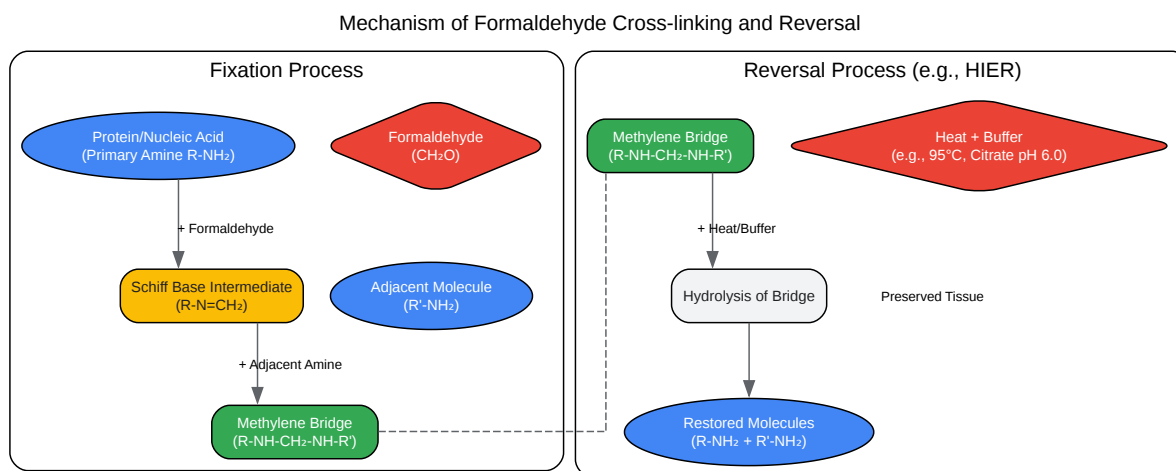 Mechanism of Formaldehyde Cross-linking and Reversal
Fixation Process
Protein/Nucleic Acid
(Primary Amine R-NH₂)
Formaldehyde
(CH₂O)
+ Formaldehyde
Schiff Base Intermediate
(R-N=CH₂)
Adjacent Molecule
(R'-NH₂)
+ Adjacent Amine
Methylene Bridge
(R-NH-CH₂-NH-R')
Reversal Process (e.g., HIER)
Methylene Bridge
(R-NH-CH₂-NH-R')
Heat + Buffer
(e.g., 95°C, Citrate pH 6.0)
+ Heat/Buffer
Hydrolysis of Bridge
Preserved Tissue
Restored Molecules
(R-NH₂ + R'-NH₂)